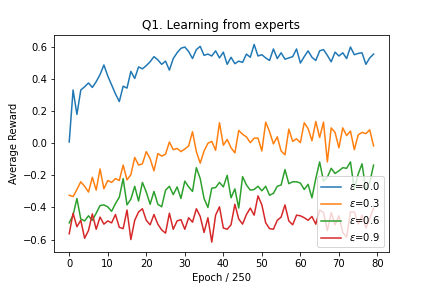 Q1. Learning from experts
Average Reward
0.6
0.4
0.2
0.0
−0.2
−0.4
−0.6
0
10
20
30
40
50
60
70
80
Epoch / 250
ε=0.0
ε=0.3
ε=0.6
ε=0.9